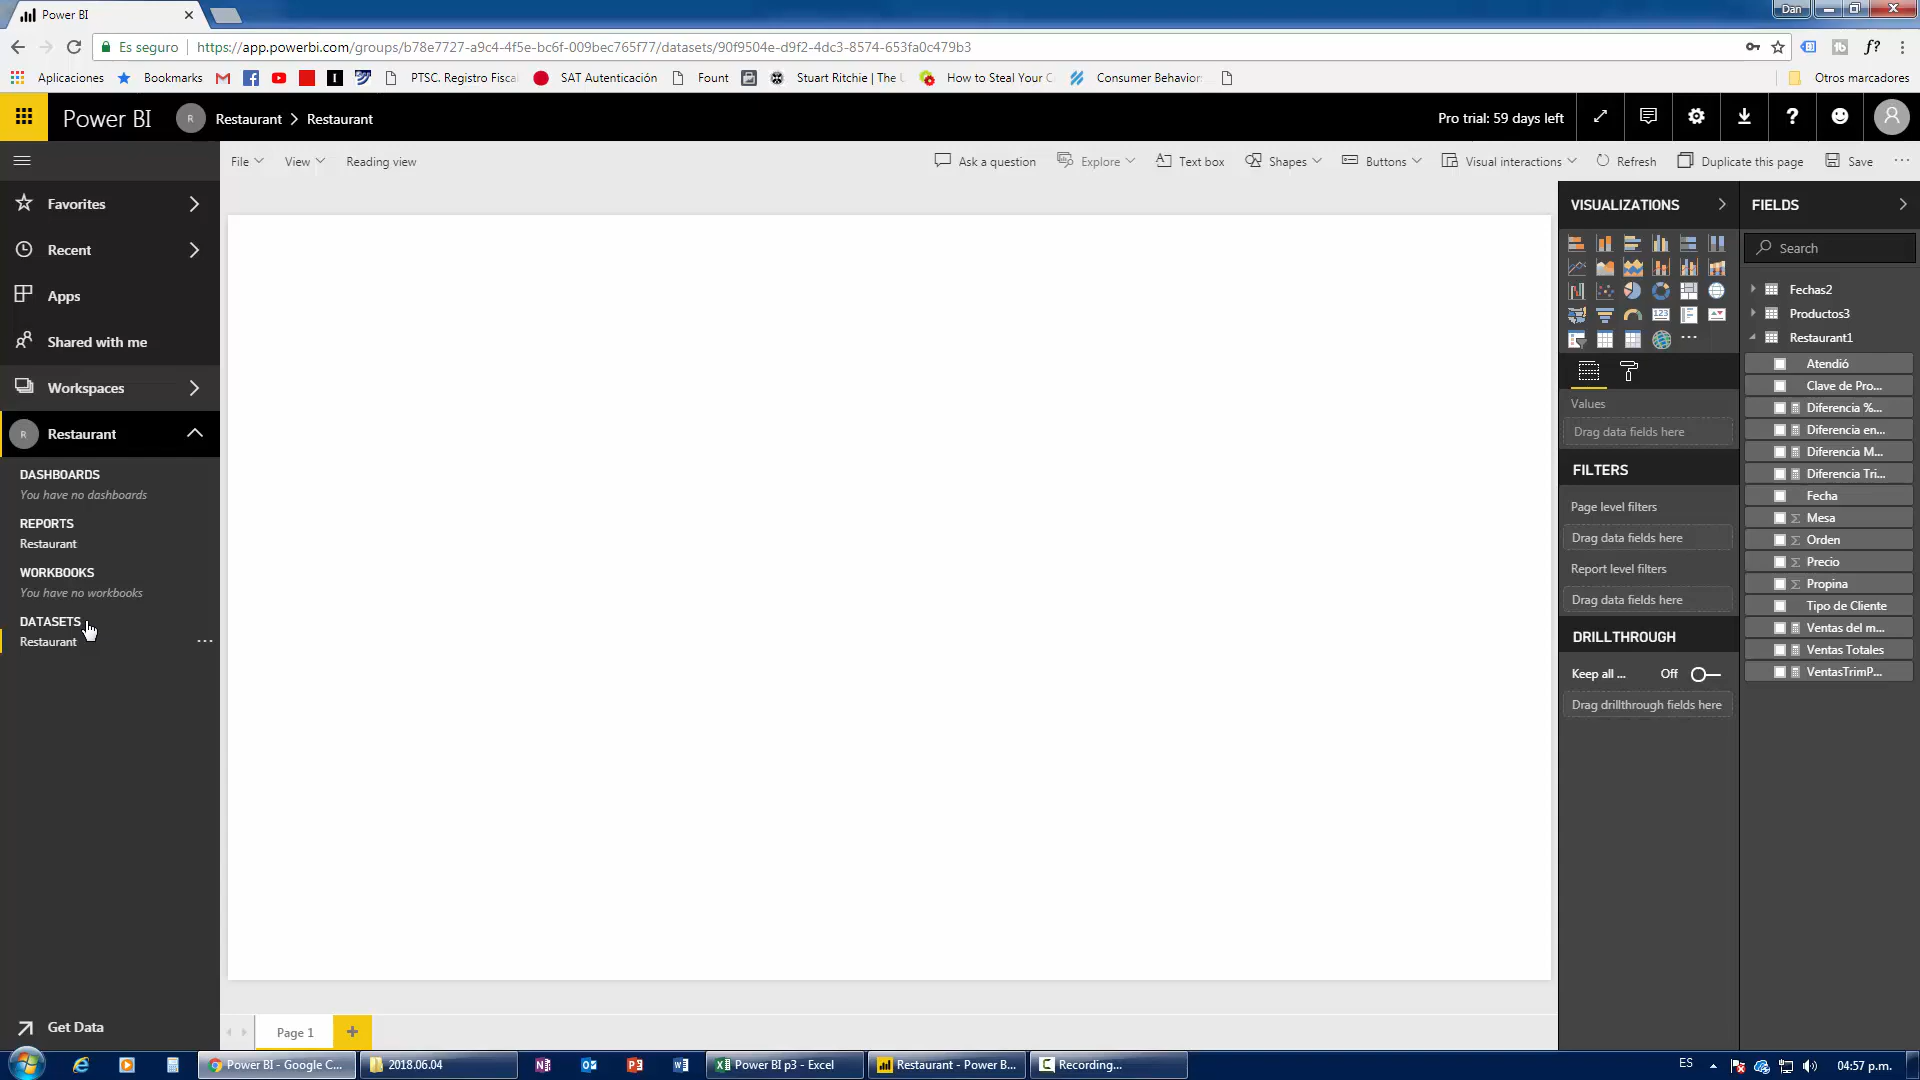 Power BI
Dan
Es seguro
https://app.powerbi.com/groups/b78e7727-a9c4-4f5e-bc6f-009bec765f77/datasets/90f9504e-d9f2-4dc3-8574-653fa0c479b3
Aplicaciones
Bookmarks
PTSC. Registro Fisca
SAT Autenticación
Fount
Stuart Ritchie | The
How to Steal Your C
Consumer Behavior
Otros marcadores
Power BI
R
Restaurant > Restaurant
Pro trial: 59 days left
File
View
Reading view
Ask a question
Explore
Text box
Shapes
Buttons
Visual interactions
Refresh
Duplicate this page
Save
Favorites
Recent
Apps
Shared with me
Workspaces
R
Restaurant
DASHBOARDS
You have no dashboards
REPORTS
Restaurant
WORKBOOKS
You have no workbooks
DATASETS
Restaurant
Get Data
VISUALIZATIONS
Values
Drag data fields here
FILTERS
Page level filters
Drag data fields here
Report level filters
Drag data fields here
DRILLTHROUGH
Keep all ...
Off
Drag drillthrough fields here
FIELDS
Search
Fechas2
Productos3
Restaurant1
Atendió
Clave de Pro...
Diferencia %...
Diferencia en...
Diferencia M...
Diferencia Tri...
Fecha
Mesa
Orden
Precio
Propina
Tipo de Cliente
Ventas del m...
Ventas Totales
VentasTrimP...
Page 1
Power BI - Google C...
2018.06.04
Power BI p3 - Excel
Restaurant - Power B...
Recording...
ES
04:57 p.m.